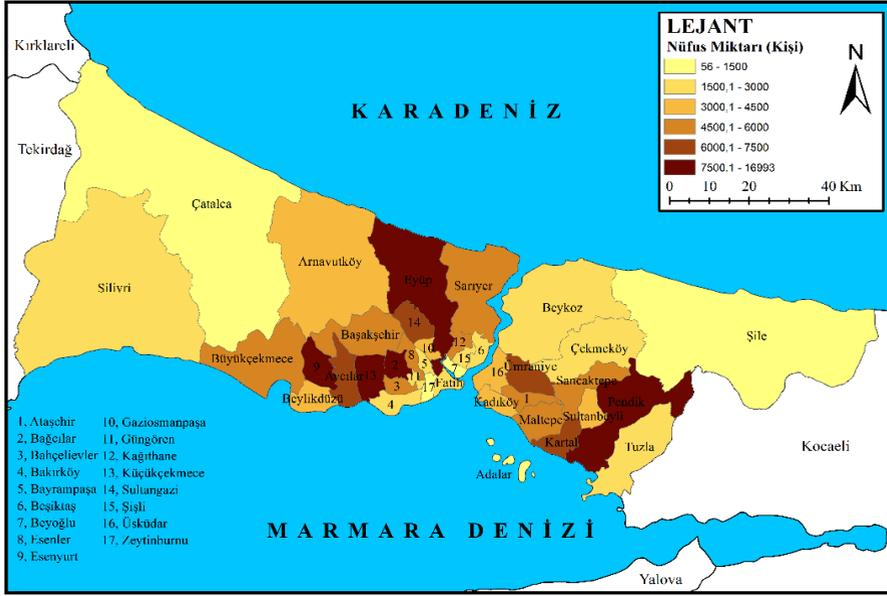 Kırklareli
LEJANT
Nüfus Miktarı (Kişi)
56 - 1500
1500,1 - 3000
3000,1 - 4500
4500,1 - 6000
6000,1 - 7500
7500,1 - 16993
0 10 20 40 Km
N
KARADENİZ
Tekirdağ
Çatalca
Arnavutköy
Eyüp
Sarıyer
Silivri
Beykoz
Şile
14
Başakşehir
10
12
6
Çekmeköy
Büyükçekmece
9
Avcılar
13
2
8
5
15
7
16
Ümraniye
Sancaktepe
11
3
17
Fatih
Beylikdüzü
4
Kadıköy
1
Pendik
Maltepe
Sultanbeyli
Kartal
Tuzla
Kocaeli
Adalar
1, Ataşehir
2, Bağcılar
3, Bahçelievler
4, Bakırköy
5, Bayrampaşa
6, Beşiktaş
7, Beyoğlu
8, Esenler
9, Esenyurt
10, Gaziosmanpaşa
11, Güngören
12, Kağıthane
13, Küçükçekmece
14, Sultangazi
15, Şişli
16, Üsküdar
17, Zeytinburnu
MARMARA DENİZİ
Yalova